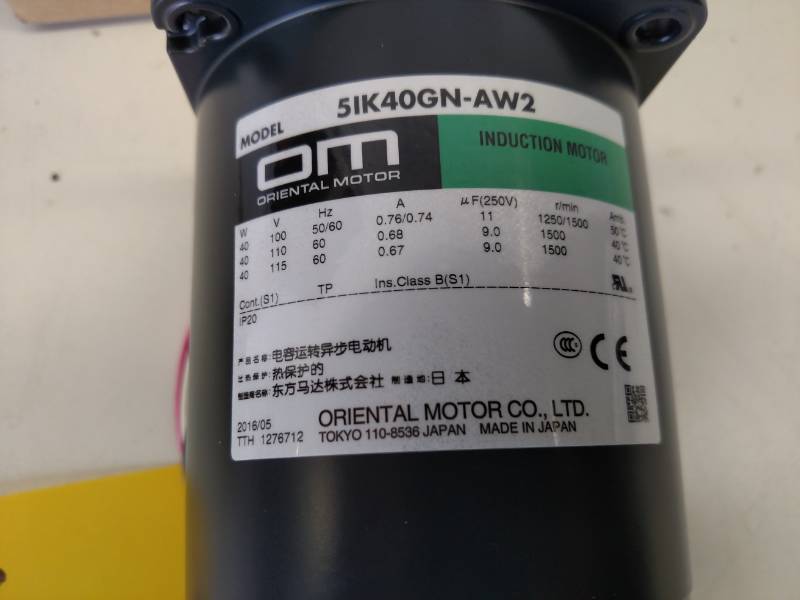 MODEL 5IK40GN-AW2
om
ORIENTAL MOTOR
INDUCTION MOTOR
W V Hz A μF(250V) r/min Amb.
40 100 50/60 0.76/0.74 11 1250/1500 50℃
40 110 60 0.68 9.0 1500 40℃
40 115 60 0.67 9.0 1500 40℃
Cont.(S1) TP Ins.Class B(S1)
IP20
产品名称:电容运转异步电动机
过热保护:热保护的
制造商名称:东方马达株式会社 制造地:日本
2016/05
TTH 1276712
ORIENTAL MOTOR CO., LTD.
TOKYO 110-8536 JAPAN MADE IN JAPAN